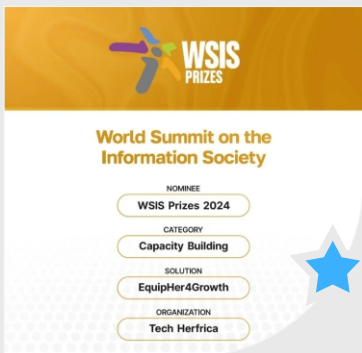 WSIS
PRIZES
World Summit on the
Information Society
NOMINEE
WSIS Prizes 2024
CATEGORY
Capacity Building
SOLUTION
EquipHer4Growth
ORGANIZATION
Tech Herfrica